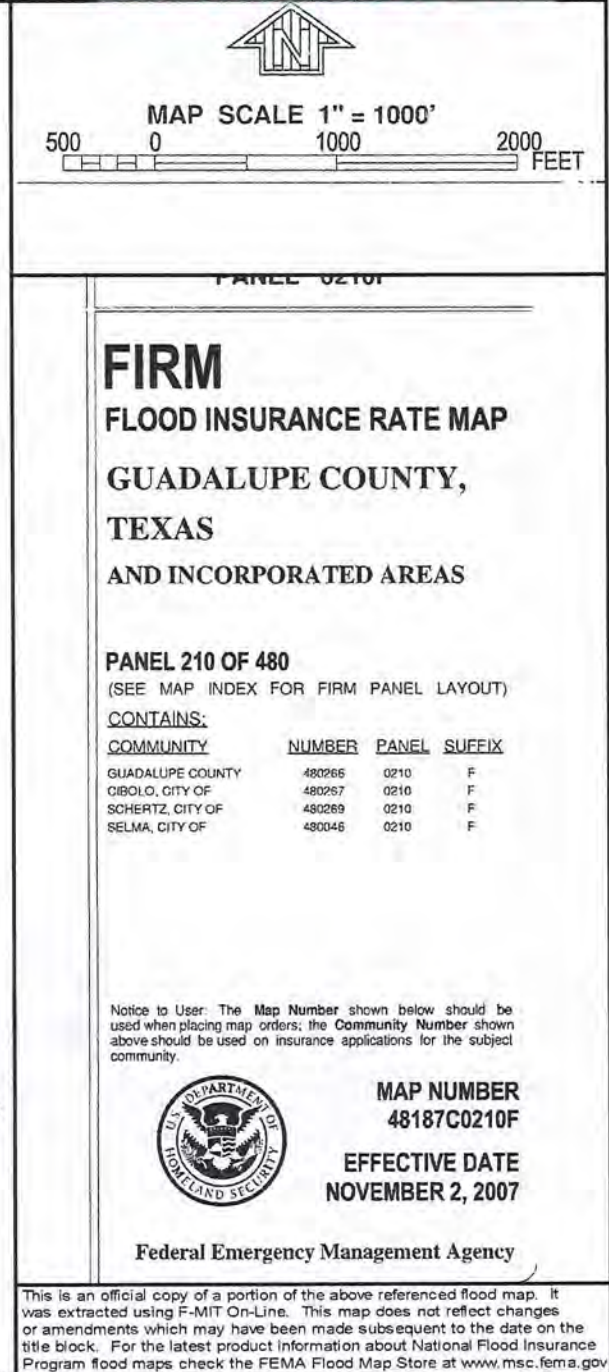 N
MAP SCALE 1" = 1000'
500 0 1000 2000
FEET
PANEL 0210F
FIRM
FLOOD INSURANCE RATE MAP
GUADALUPE COUNTY,
TEXAS
AND INCORPORATED AREAS
PANEL 210 OF 480
(SEE MAP INDEX FOR FIRM PANEL LAYOUT)
CONTAINS:
COMMUNITY NUMBER PANEL SUFFIX
GUADALUPE COUNTY 480266 0210 F
CIBOLO, CITY OF 480267 0210 F
SCHERTZ, CITY OF 480269 0210 F
SELMA, CITY OF 480046 0210 F
Notice to User: The Map Number shown below should be
used when placing map orders; the Community Number shown
above should be used on insurance applications for the subject
community.
U.S. DEPARTMENT OF
HOMELAND SECURITY
MAP NUMBER
48187C0210F
EFFECTIVE DATE
NOVEMBER 2, 2007
Federal Emergency Management Agency
This is an official copy of a portion of the above referenced flood map. It
was extracted using F-MIT On-Line. This map does not reflect changes
or amendments which may have been made subsequent to the date on the
title block. For the latest product information about National Flood Insurance
Program flood maps check the FEMA Flood Map Store at www.msc.fema.gov